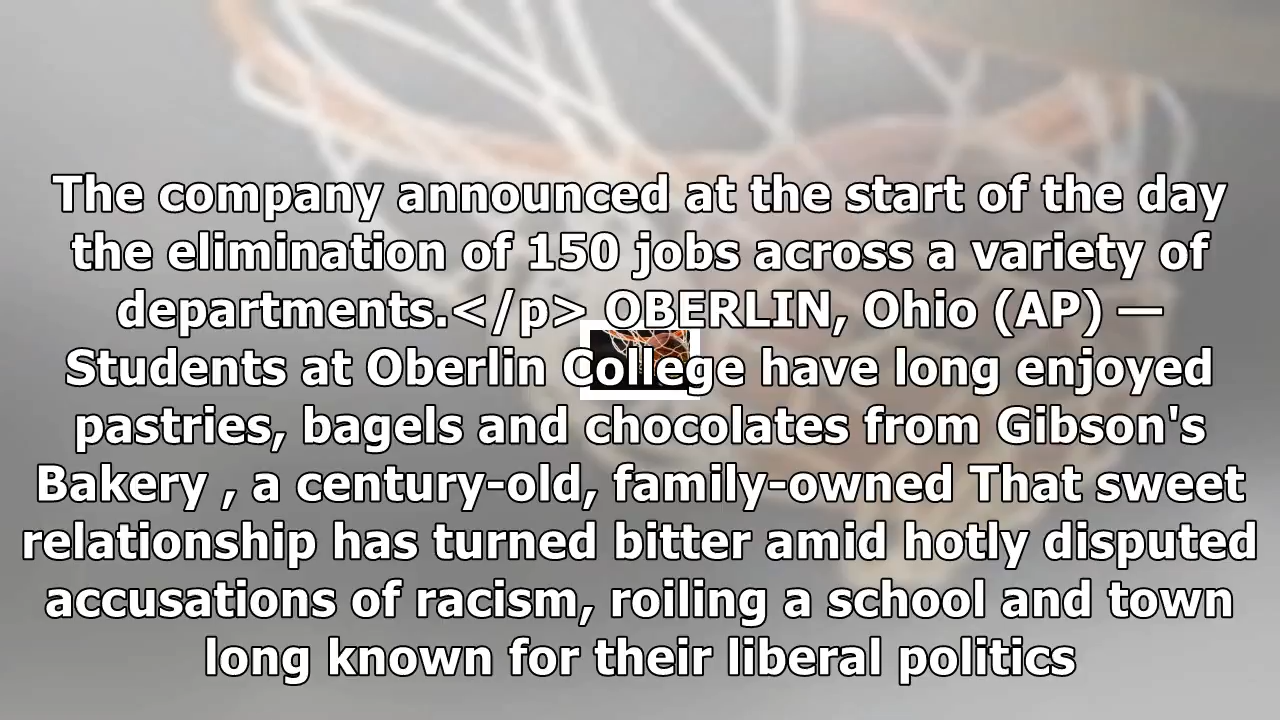 The company announced at the start of the day
the elimination of 150 jobs across a variety of
departments.</p> OBERLIN, Ohio (AP) —
Students at Oberlin College have long enjoyed
pastries, bagels and chocolates from Gibson's
Bakery , a century-old, family-owned That sweet
relationship has turned bitter amid hotly disputed
accusations of racism, roiling a school and town
long known for their liberal politics